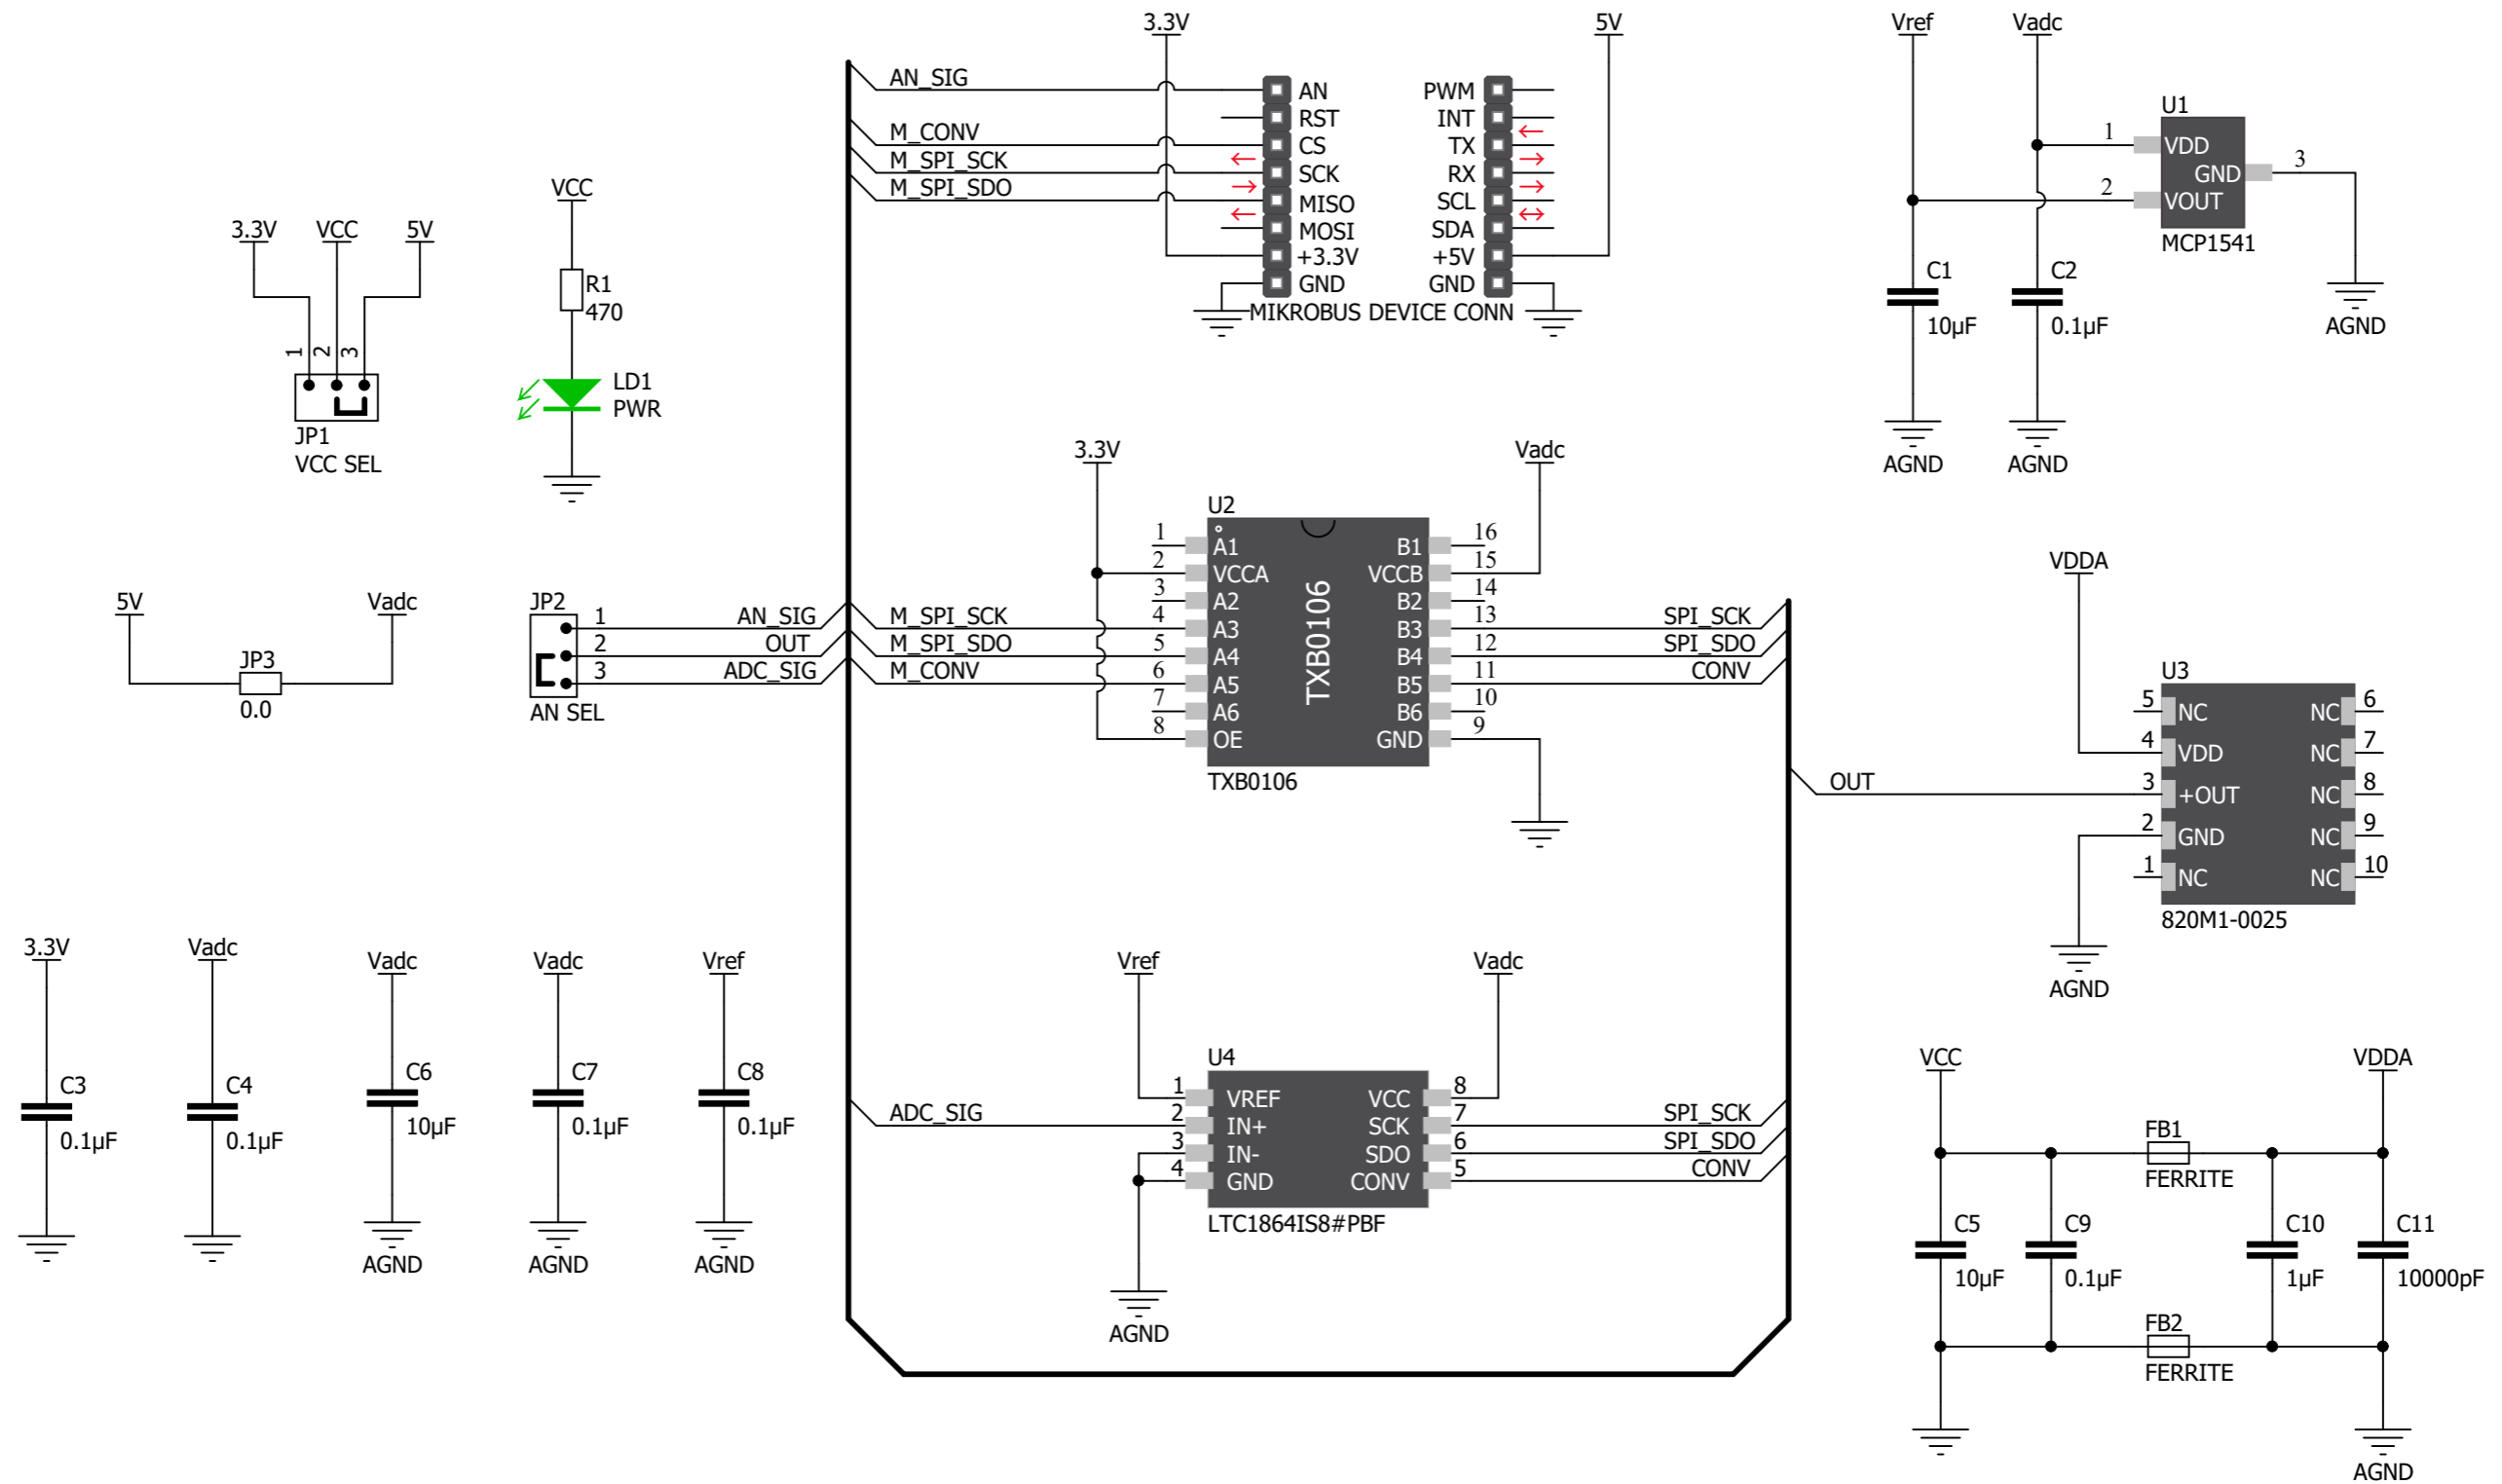 3.3V
5V
AN_SIG
M_CONV
M_SPI_SCK
M_SPI_SDO
AN
RST
CS
SCK
MISO
MOSI
+3.3V
GND
PWM
INT
TX
RX
SCL
SDA
+5V
GND
MIKROBUS DEVICE CONN
Vref
Vadc
U1
1
VDD
GND
3
2
VOUT
MCP1541
C1
10µF
C2
0.1µF
AGND
AGND
AGND
3.3V
VCC
5V
1
2
3
JP1
VCC SEL
VCC
R1
470
LD1
PWR
5V
Vadc
JP3
0.0
JP2
1
2
3
AN SEL
AN_SIG
OUT
ADC_SIG
M_SPI_SCK
M_SPI_SDO
M_CONV
3.3V
Vadc
U2
1
2
3
4
5
6
7
8
A1
VCCA
A2
A3
A4
A5
A6
OE
TXB0106
B1
VCCB
B2
B3
B4
B5
B6
GND
16
15
14
13
12
11
10
9
TXB0106
SPI_SCK
SPI_SDO
CONV
OUT
VDDA
U3
5
4
3
2
1
NC
VDD
+OUT
GND
NC
NC
NC
NC
NC
NC
6
7
8
9
10
820M1-0025
AGND
3.3V
C3
0.1µF
Vadc
C4
0.1µF
Vadc
C6
10µF
AGND
Vadc
C7
0.1µF
AGND
Vref
C8
0.1µF
AGND
ADC_SIG
Vref
Vadc
U4
1
2
3
4
VREF
IN+
IN-
GND
VCC
SCK
SDO
CONV
8
7
6
5
LTC1864IS8#PBF
AGND
SPI_SCK
SPI_SDO
CONV
VCC
VDDA
FB1
FERRITE
C5
10µF
C9
0.1µF
C10
1µF
C11
10000pF
FB2
FERRITE
AGND